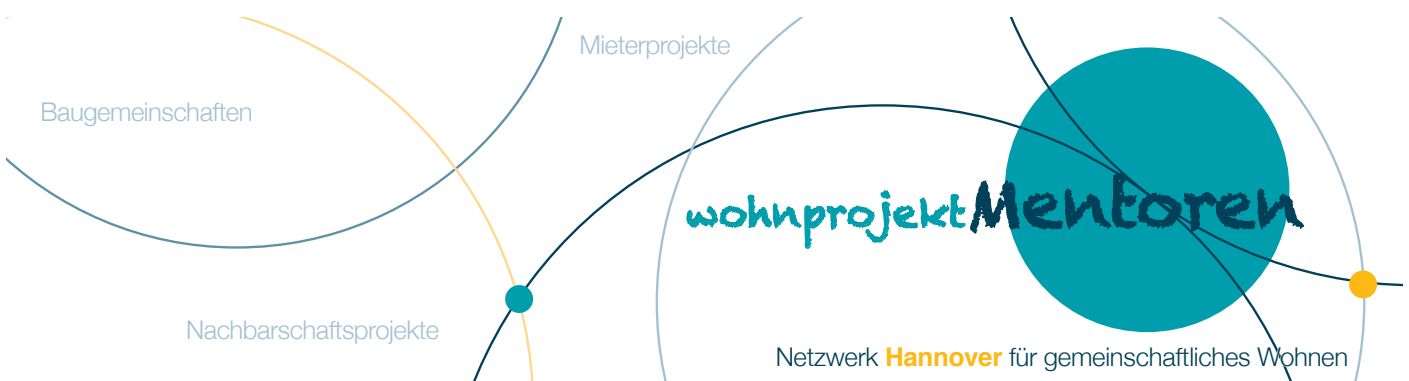 Mieterprojekte
Baugemeinschaften
wohnprojektMentoren
Nachbarschaftsprojekte
Netzwerk Hannover für gemeinschaftliches Wohnen